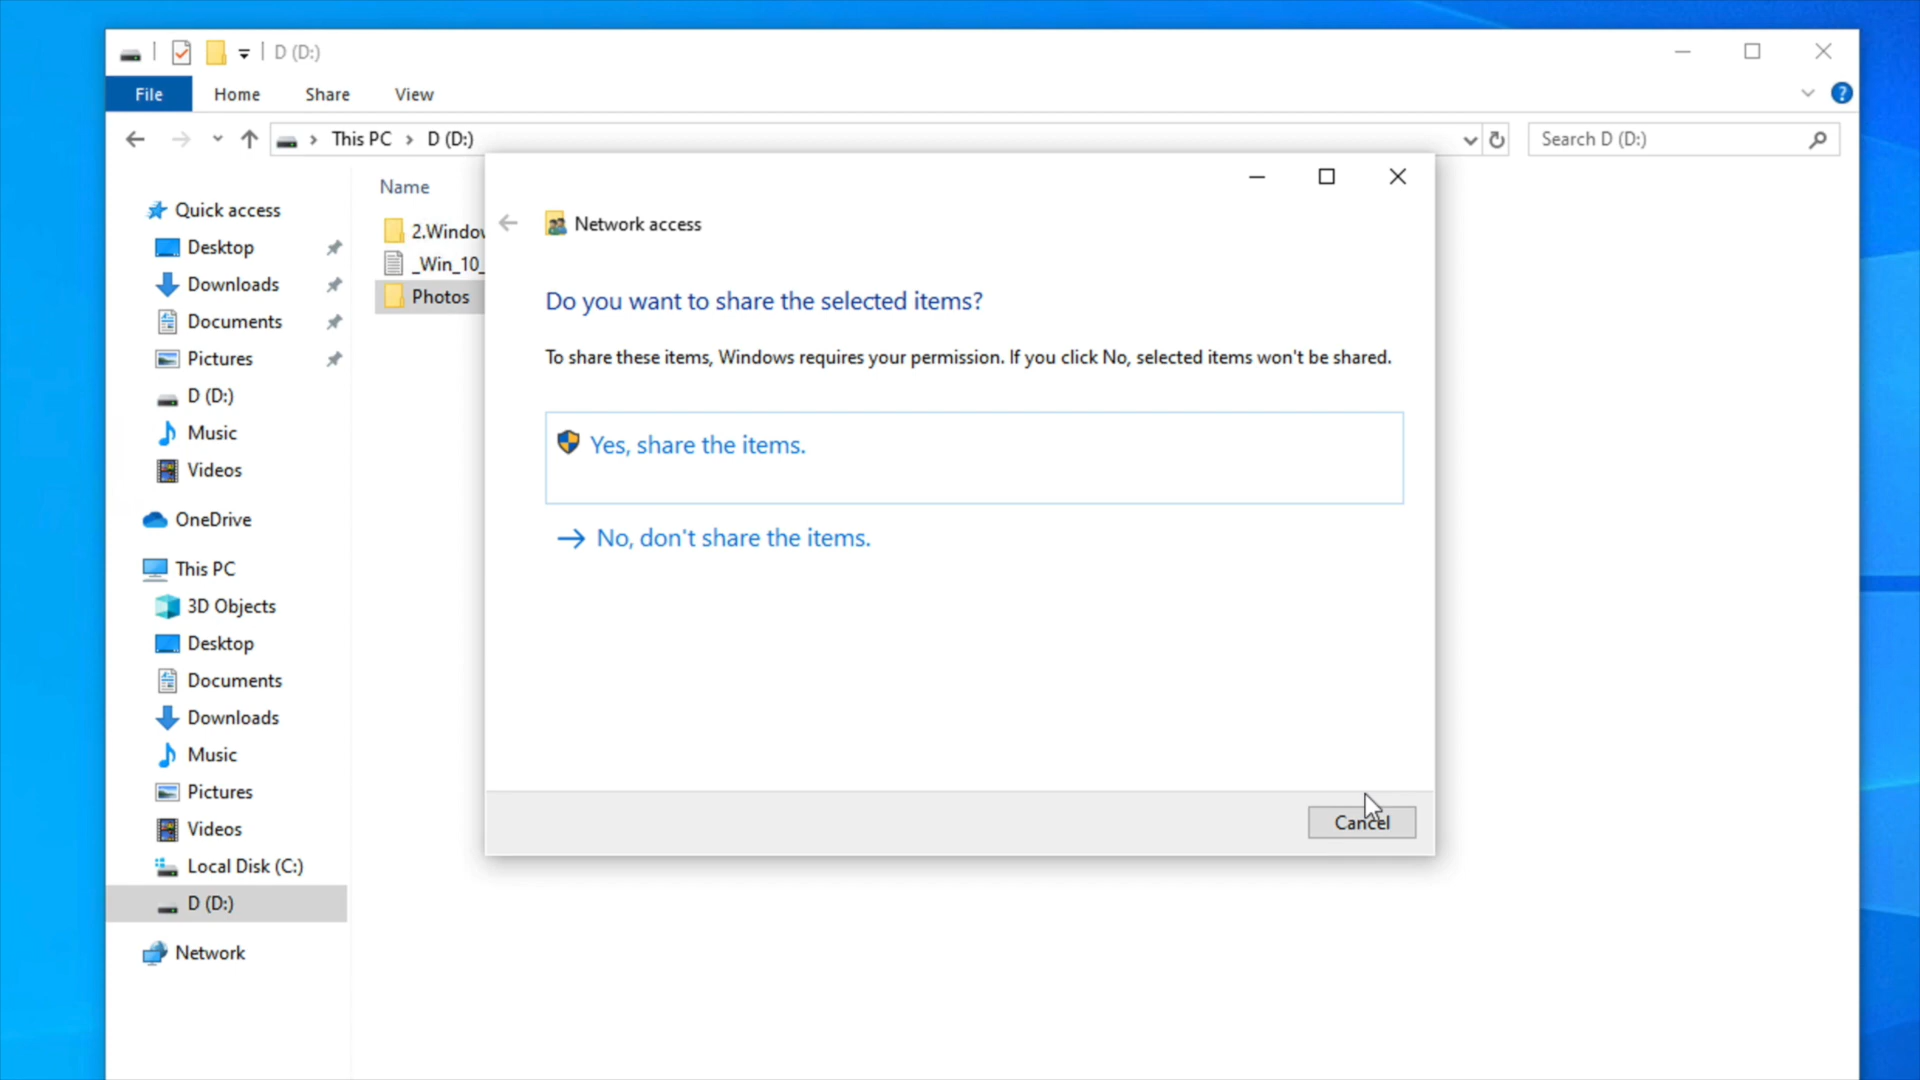 D (D:)
File Home Share View
This PC D (D:)
Search D (D:)
Name
Quick access
Desktop
Downloads
Documents
Pictures
D (D:)
Music
Videos
OneDrive
This PC
3D Objects
Desktop
Documents
Downloads
Music
Pictures
Videos
Local Disk (C:)
D (D:)
Network
2.Window
_Win_10_
Photos
Network access
Do you want to share the selected items?
To share these items, Windows requires your permission. If you click No, selected items won't be shared.
Yes, share the items.
No, don't share the items.
Cancel